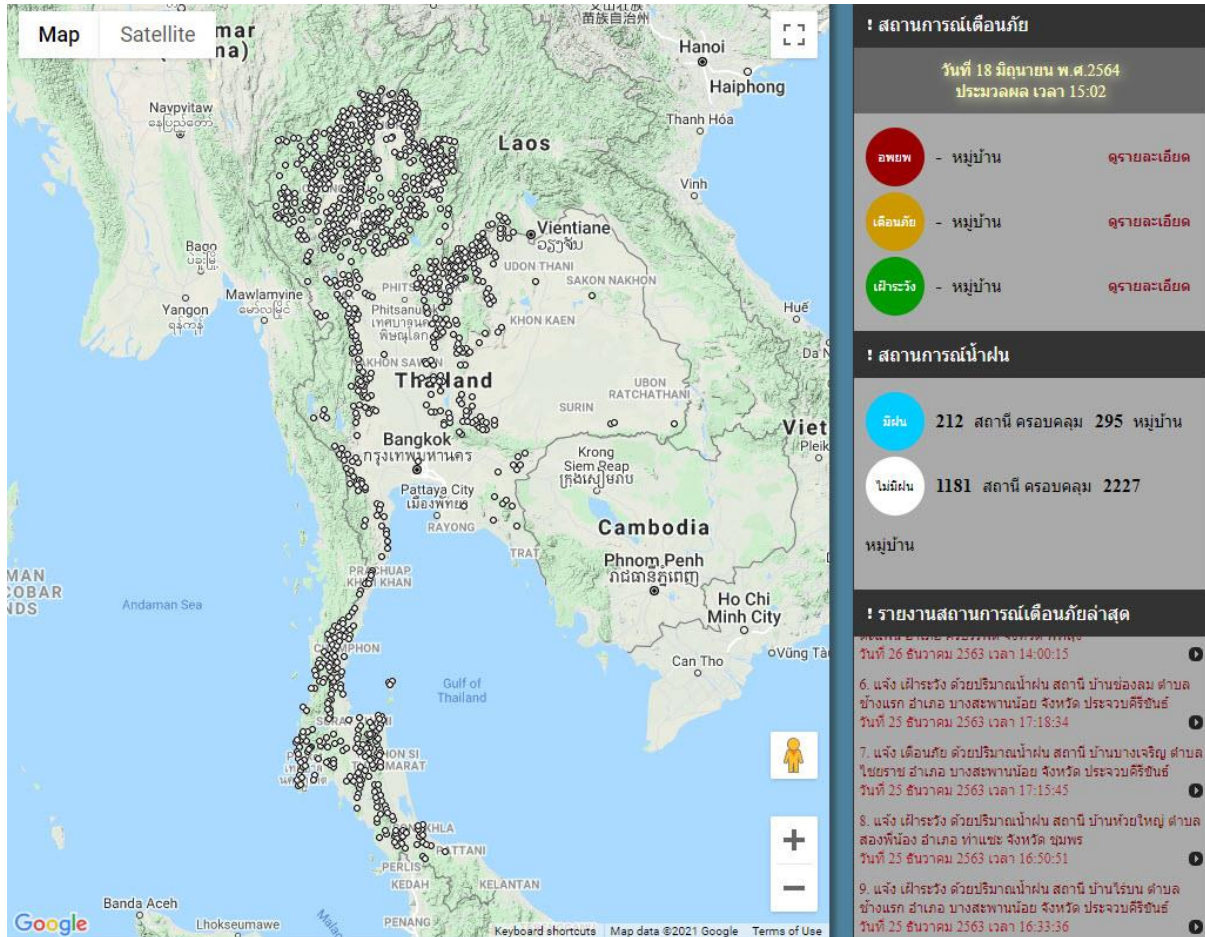 Map
Satellite
Hanoi
Haiphong
Naypyitaw
နေပြည်တော်
Laos
Thanh Hóa
Vinh
Vientiane
ວຽງຈັນ
UDON THANI
SAKON NAKHON
Bago
Yangon
ရန်ကုန်
Mawlamyine
Huế
KHON KAEN
Thailand
UBON
RATCHATHANI
SURIN
Bangkok
กรุงเทพมหานคร
Krong
Siem Reap
Pattaya City
เมืองพัทยา
RAYONG
TRAT
Cambodia
Phnom Penh
Ho Chi
Minh City
Can Tho
Andaman Sea
Gulf of
Thailand
PATTANI
PERLIS
KEDAH
KELANTAN
PENANG
Banda Aceh
Lhokseumawe
Google
Keyboard shortcuts
Map data ©2021 Google
Terms of Use
! สถานการณ์เตือนภัย
วันที่ 18 มิถุนายน พ.ศ.2564
ประมวลผล เวลา 15:02
อพยพ - หมู่บ้าน ดูรายละเอียด
เตือนภัย - หมู่บ้าน ดูรายละเอียด
เฝ้าระวัง - หมู่บ้าน ดูรายละเอียด
! สถานการณ์น้ำฝน
มีฝน 212 สถานี ครอบคลุม 295 หมู่บ้าน
ไม่มีฝน 1181 สถานี ครอบคลุม 2227
หมู่บ้าน
! รายงานสถานการณ์เตือนภัยล่าสุด
วันที่ 26 ธันวาคม 2563 เวลา 14:00:15
6. แจ้ง เฝ้าระวัง ด้วยปริมาณน้ำฝน สถานี บ้านช่องลม ตำบล
ช้างแรก อำเภอ บางสะพานน้อย จังหวัด ประจวบคีรีขันธ์
วันที่ 25 ธันวาคม 2563 เวลา 17:18:34
7. แจ้ง เตือนภัย ด้วยปริมาณน้ำฝน สถานี บ้านบางเจริญ ตำบล
ไชยราช อำเภอ บางสะพานน้อย จังหวัด ประจวบคีรีขันธ์
วันที่ 25 ธันวาคม 2563 เวลา 17:15:45
8. แจ้ง เฝ้าระวัง ด้วยปริมาณน้ำฝน สถานี บ้านห้วยใหญ่ ตำบล
สองพี่น้อง อำเภอ ท่าแซะ จังหวัด ชุมพร
วันที่ 25 ธันวาคม 2563 เวลา 16:50:51
9. แจ้ง เฝ้าระวัง ด้วยปริมาณน้ำฝน สถานี บ้านไร่บน ตำบล
ช้างแรก อำเภอ บางสะพานน้อย จังหวัด ประจวบคีรีขันธ์
วันที่ 25 ธันวาคม 2563 เวลา 16:33:36